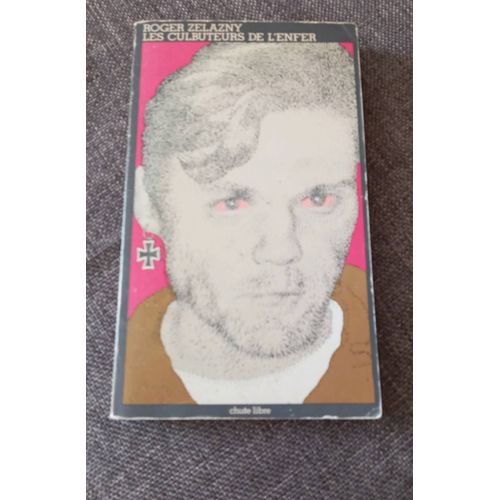 ROGER ZELAZNY
LES CULBUTEURS DE L'ENFER
chute libre